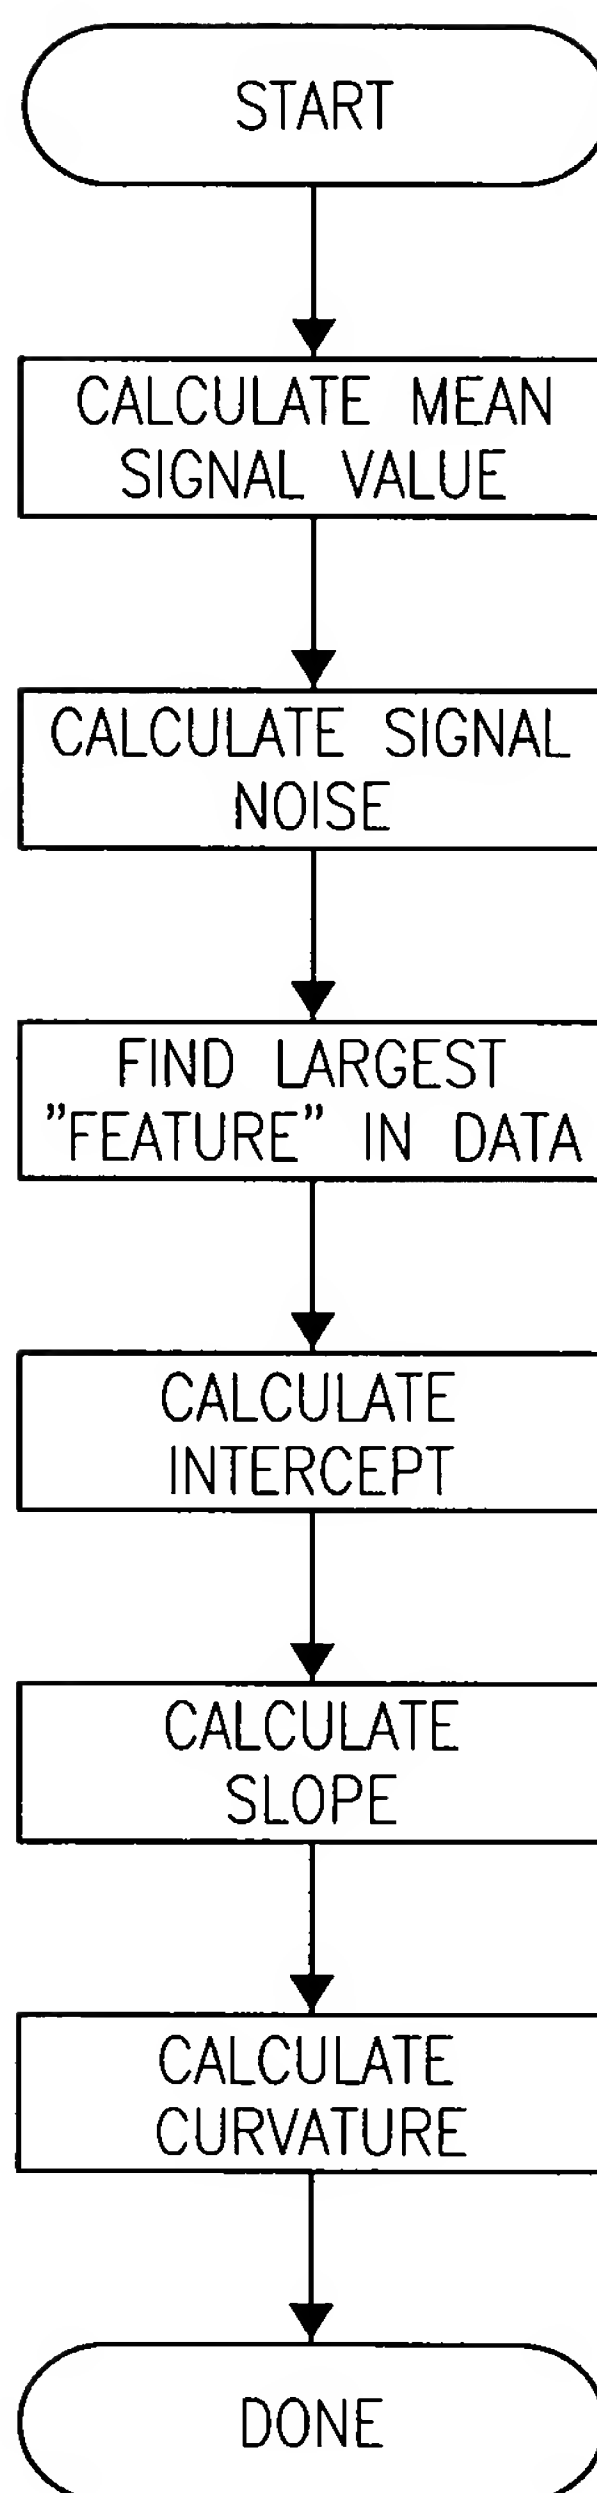 START
CALCULATE MEAN
SIGNAL VALUE
CALCULATE SIGNAL
NOISE
FIND LARGEST
"FEATURE" IN DATA
CALCULATE
INTERCEPT
CALCULATE
SLOPE
CALCULATE
CURVATURE
DONE